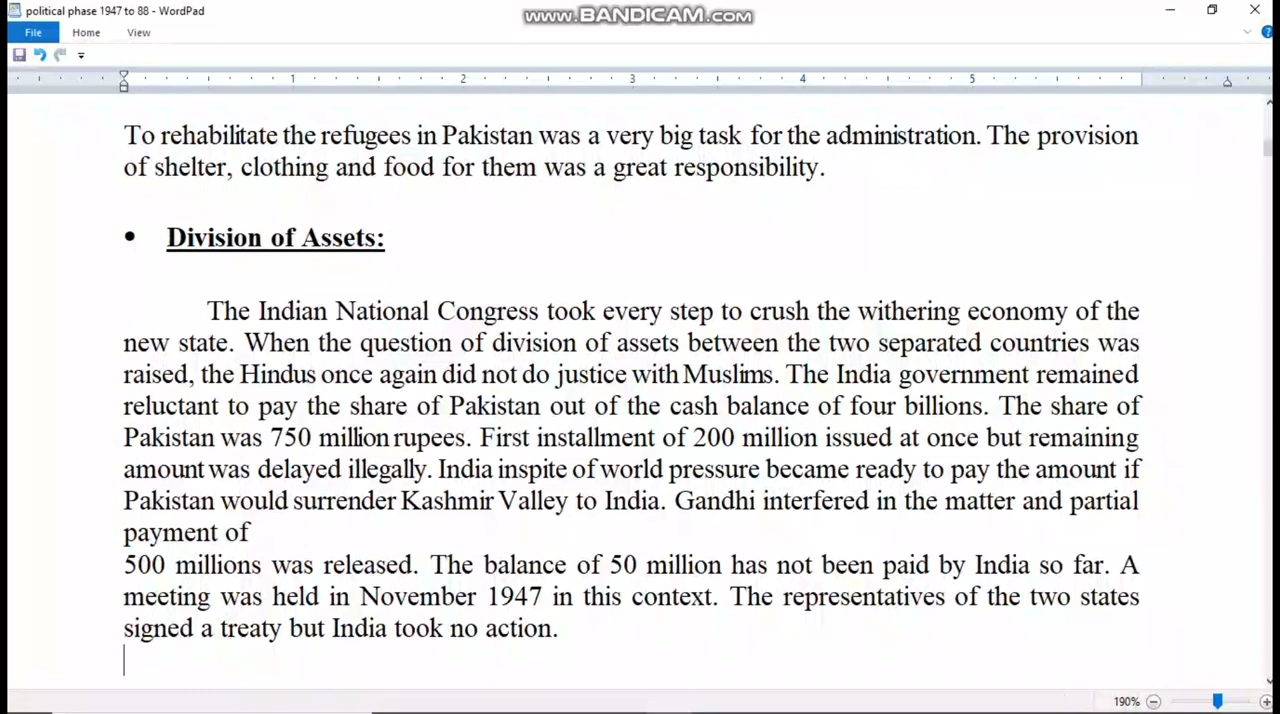 political phase 1947 to 88 - WordPad
www.BANDICAM.com
File Home View
1 2 3 4 5
To rehabilitate the refugees in Pakistan was a very big task for the administration. The provision
of shelter, clothing and food for them was a great responsibility.
• Division of Assets:
The Indian National Congress took every step to crush the withering economy of the
new state. When the question of division of assets between the two separated countries was
raised, the Hindus once again did not do justice with Muslims. The India government remained
reluctant to pay the share of Pakistan out of the cash balance of four billions. The share of
Pakistan was 750 million rupees. First installment of 200 million issued at once but remaining
amount was delayed illegally. India inspite of world pressure became ready to pay the amount if
Pakistan would surrender Kashmir Valley to India. Gandhi interfered in the matter and partial
payment of
500 millions was released. The balance of 50 million has not been paid by India so far. A
meeting was held in November 1947 in this context. The representatives of the two states
signed a treaty but India took no action.
190%